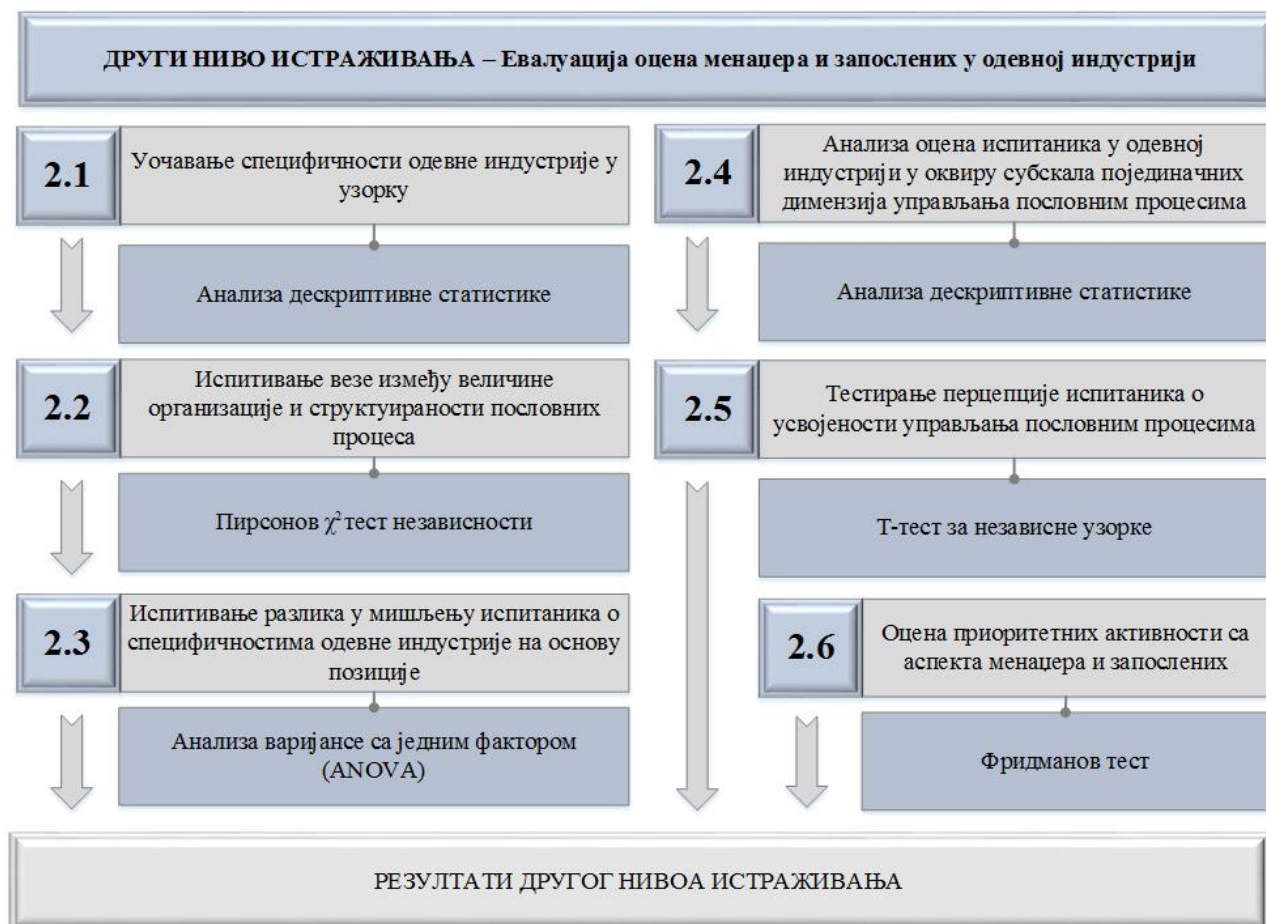 ДРУГИ НИВО ИСТРАЖИВАЊА – Евалуација оцена менаџера и запослених у одевној индустрији
2.1
Уочавање специфичности одевне индустрије у
узорку
Анализа дескриптивне статистике
2.2
Испитивање везе између величине
организације и структуираности пословних
процеса
Пирсонов χ² тест независности
2.3
Испитивање разлика у мишљењу испитаника о
специфичностима одевне индустрије на основу
позиције
Анализа варијансе са једним фактором
(ANOVA)
2.4
Анализа оцена испитаника у одевној
индустрији у оквиру субскала појединачних
димензија управљања пословним процесима
Анализа дескриптивне статистике
2.5
Тестирање перцепције испитаника о
усвојености управљања пословним процесима
Т-тест за независне узорке
2.6
Оцена приоритетних активности са
аспекта менаџера и запослених
Фридманов тест
РЕЗУЛТАТИ ДРУГОГ НИВОА ИСТРАЖИВАЊА